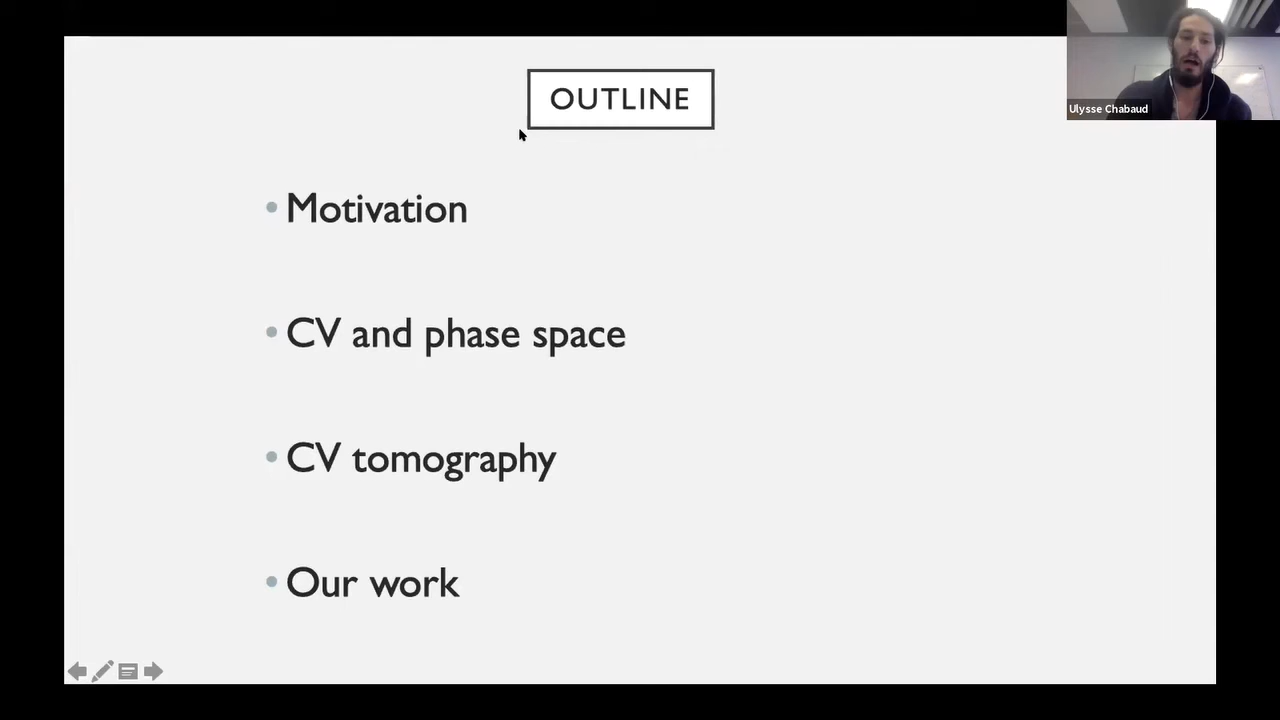 OUTLINE
Ulysse Chabaud
• Motivation
• CV and phase space
• CV tomography
• Our work